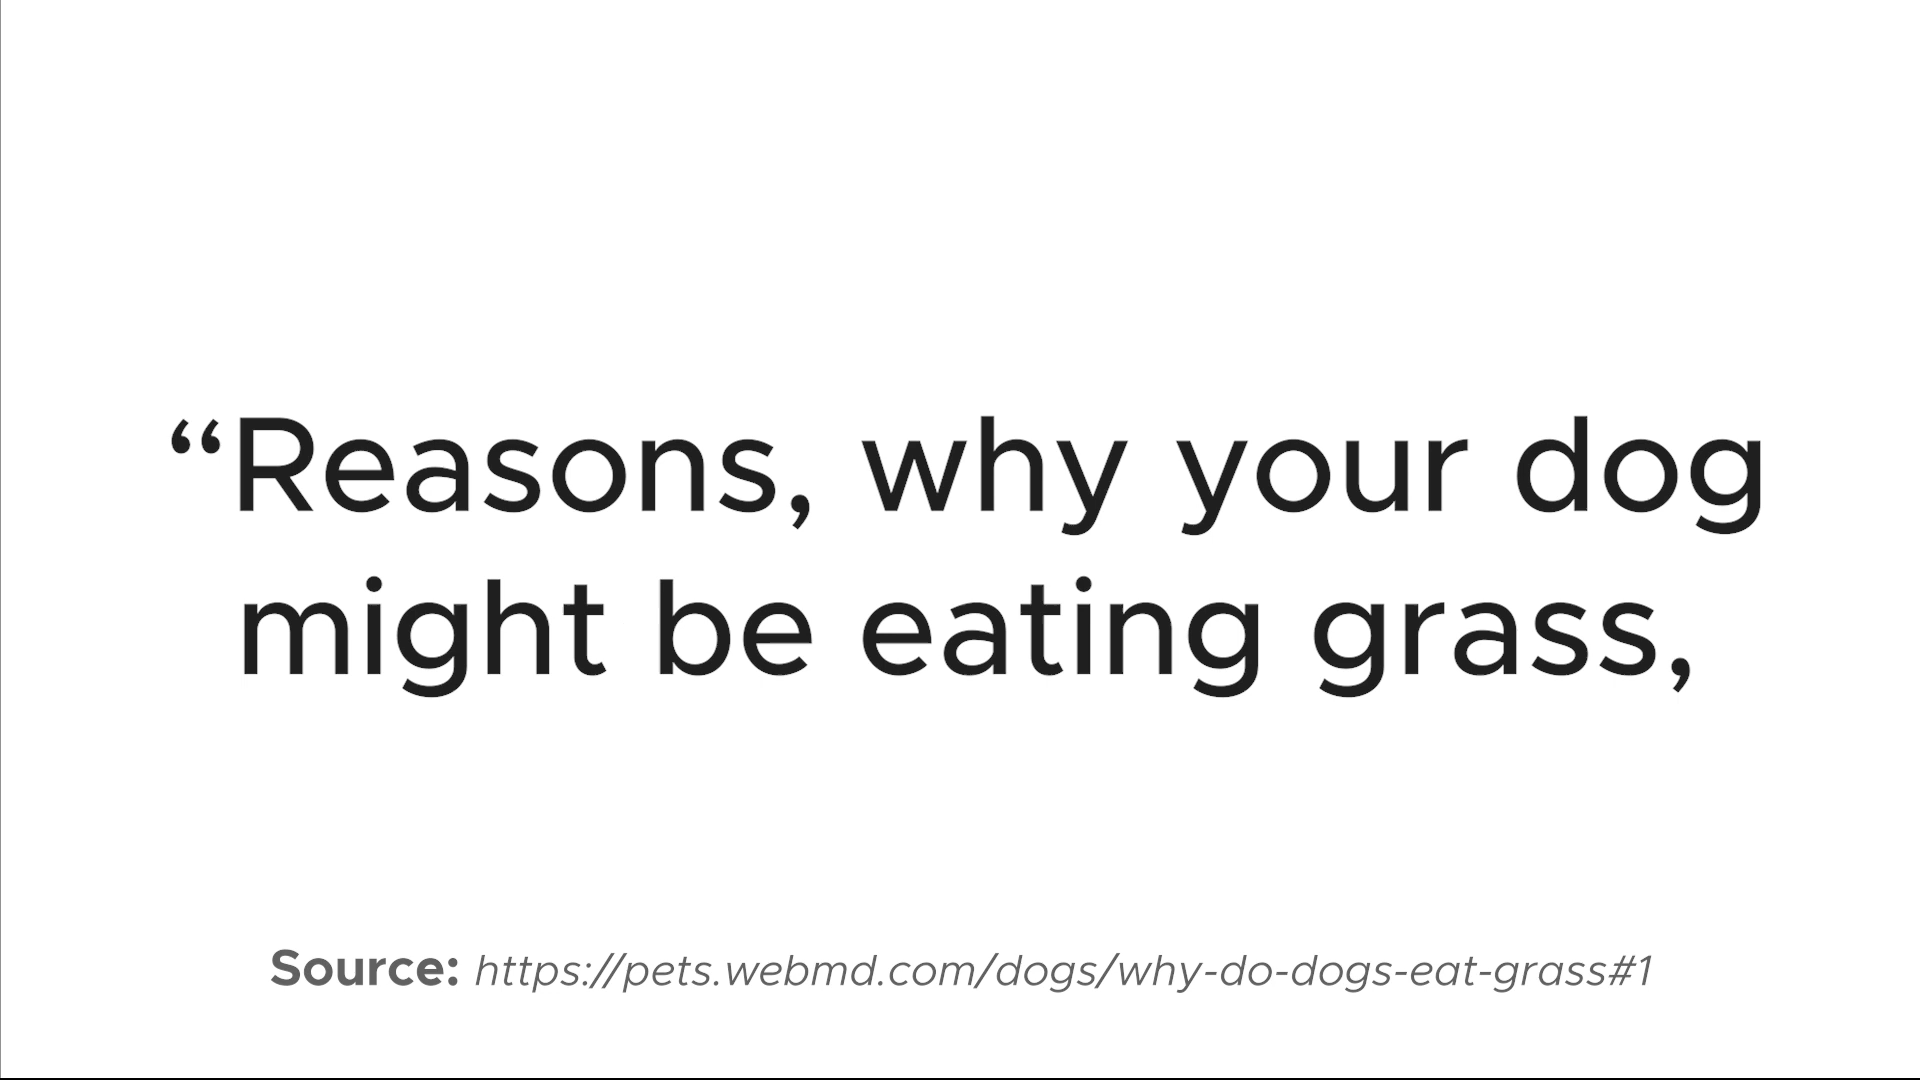 “Reasons, why your dog
might be eating grass,
Source: https://pets.webmd.com/dogs/why-do-dogs-eat-grass#1